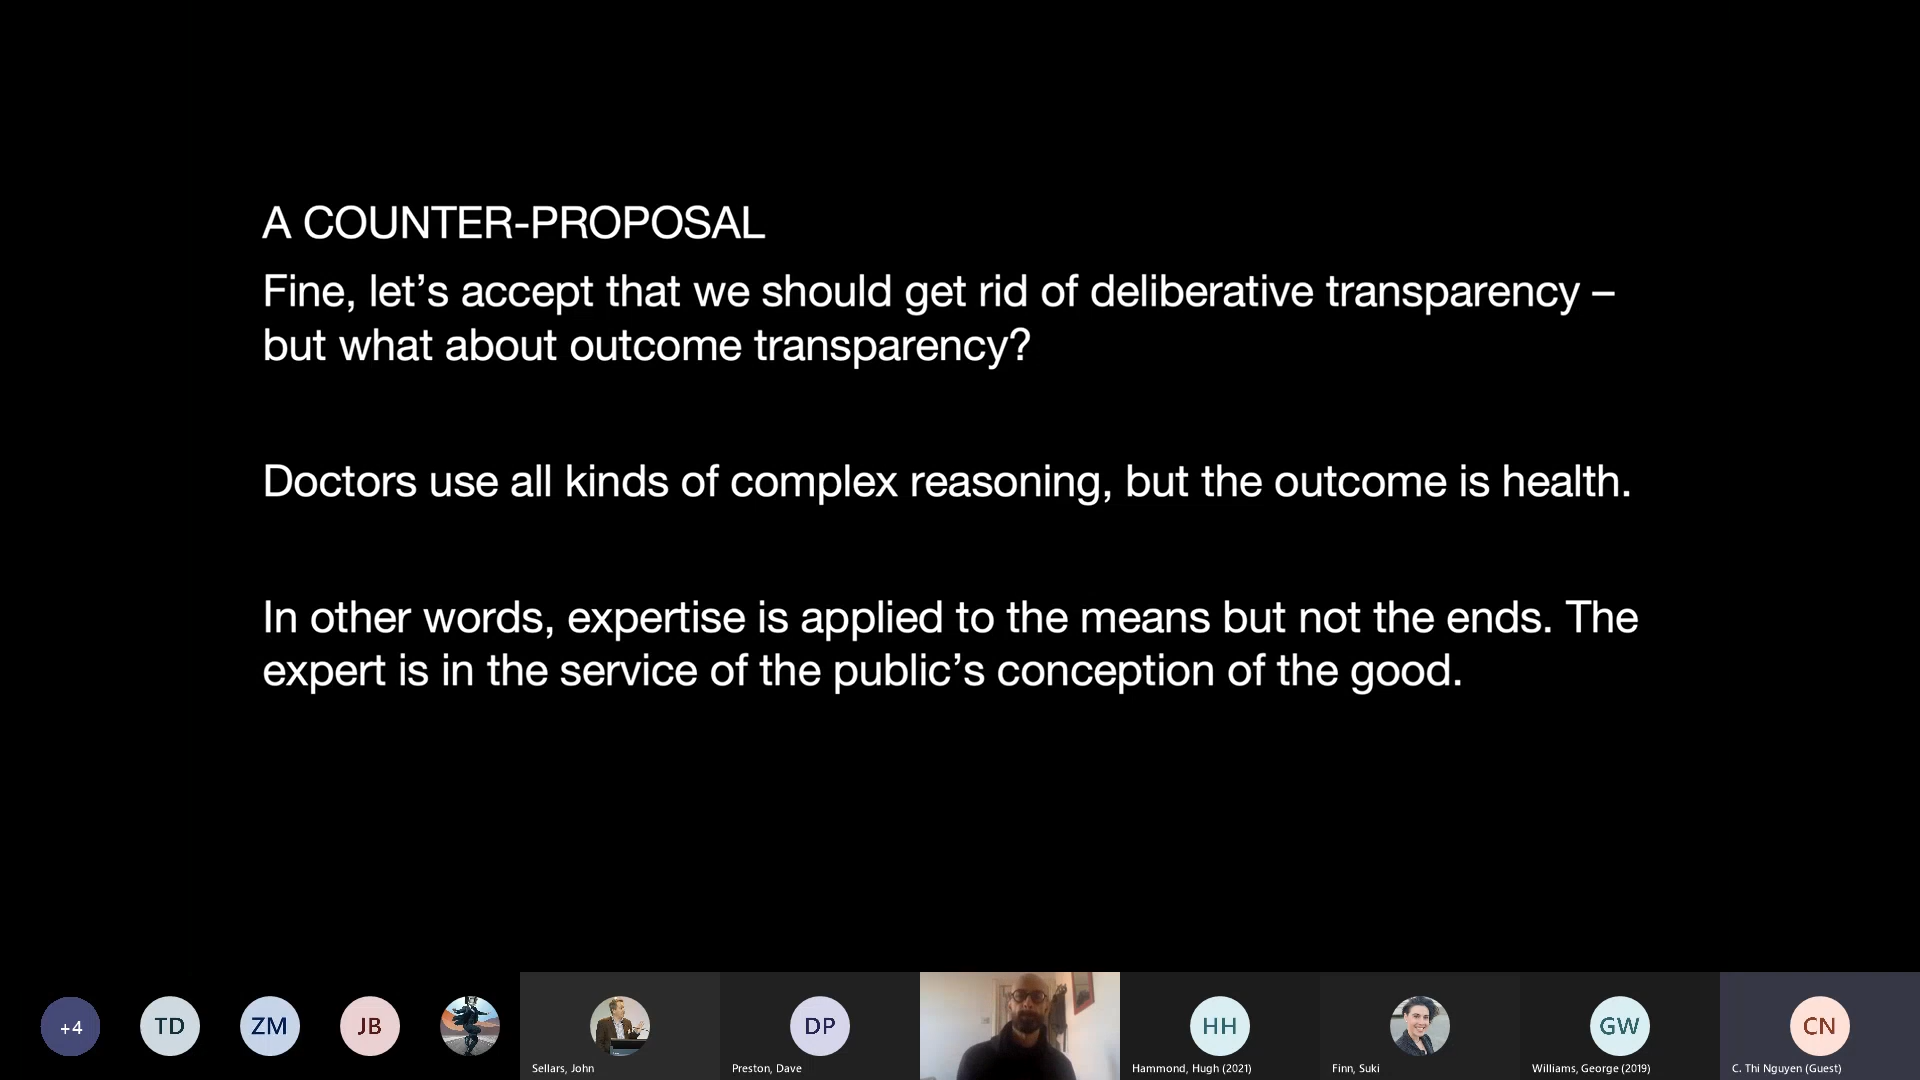 A COUNTER-PROPOSAL
Fine, let’s accept that we should get rid of deliberative transparency –
but what about outcome transparency?
Doctors use all kinds of complex reasoning, but the outcome is health.
In other words, expertise is applied to the means but not the ends. The
expert is in the service of the public’s conception of the good.
+4
TD
ZM
JB
Sellars, John
DP
Preston, Dave
HH
Hammond, Hugh (2021)
Finn, Suki
GW
Williams, George (2019)
CN
C. Thi Nguyen (Guest)